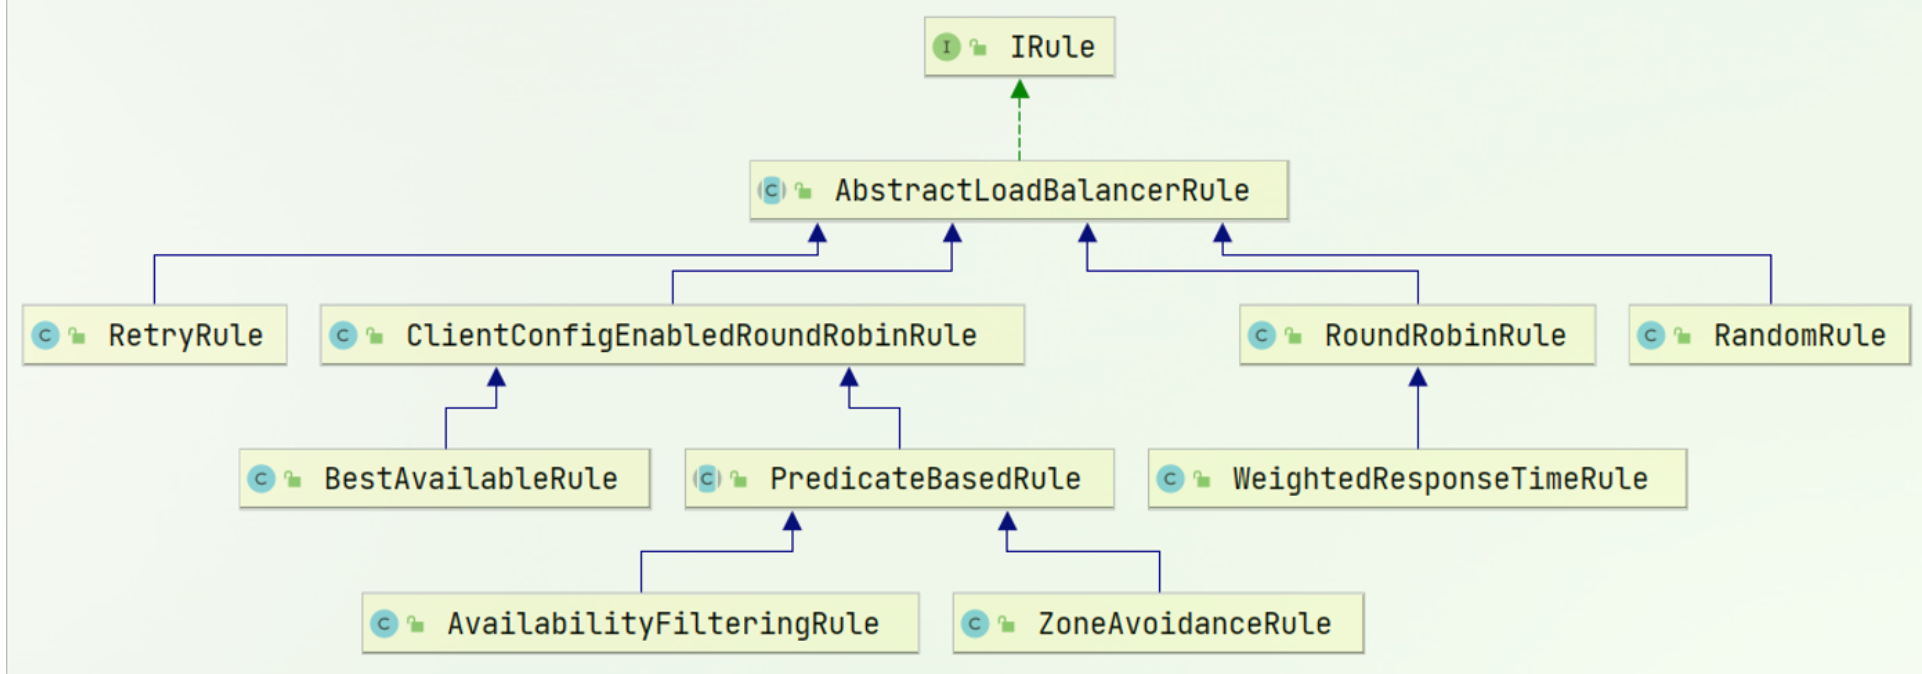 I IRule
C AbstractLoadBalancerRule
C RetryRule
C ClientConfigEnabledRoundRobinRule
C RoundRobinRule
C RandomRule
C BestAvailableRule
C PredicateBasedRule
C WeightedResponseTimeRule
C AvailabilityFilteringRule
C ZoneAvoidanceRule